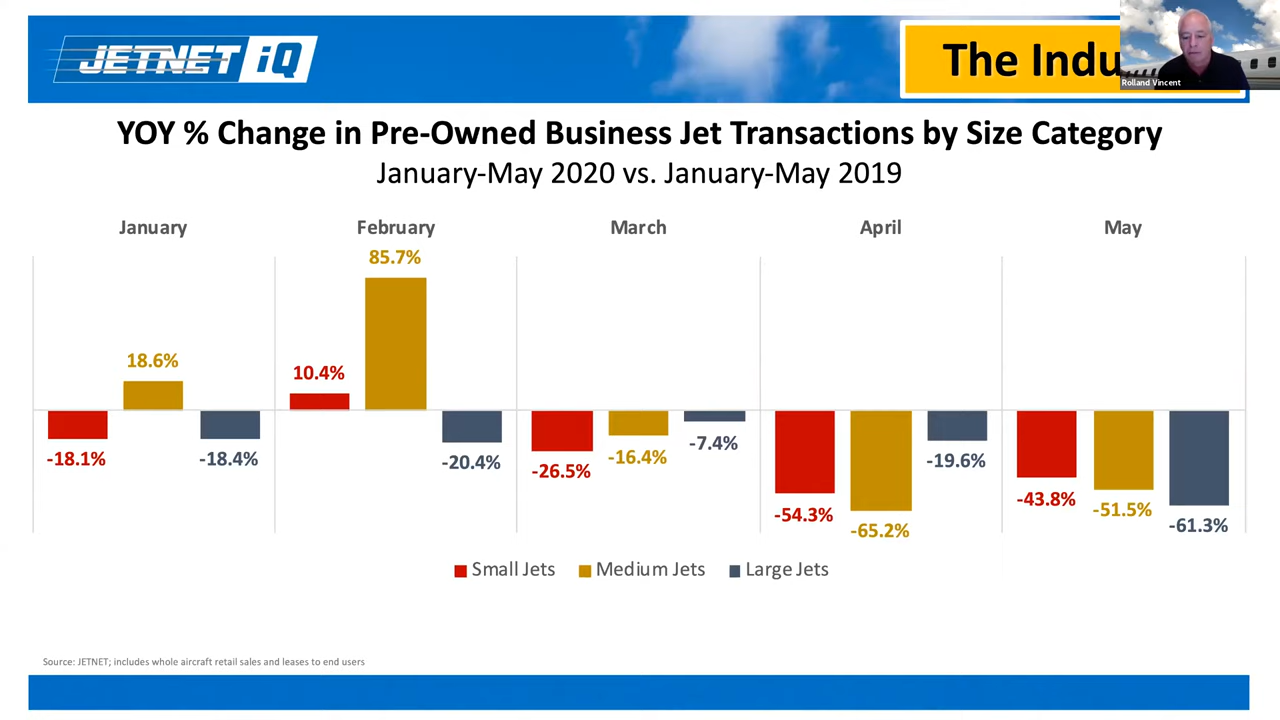 JETNET iQ
The Indu
Rolland Vincent
YOY % Change in Pre-Owned Business Jet Transactions by Size Category
January-May 2020 vs. January-May 2019
January February March April May
85.7%
18.6%
10.4%
-18.1% -18.4% -20.4% -26.5% -16.4% -7.4% -54.3% -65.2% -19.6% -43.8% -51.5% -61.3%
Small Jets Medium Jets Large Jets
Source: JETNET; includes whole aircraft retail sales and leases to end users